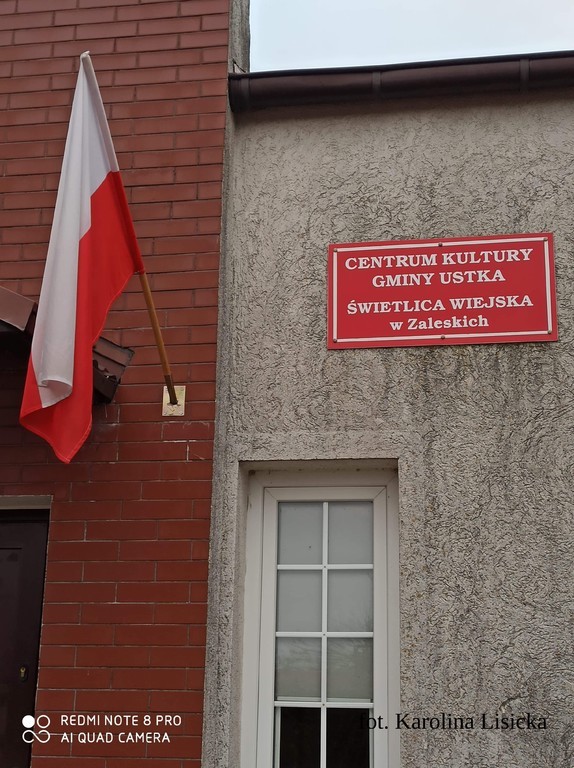 CENTRUM KULTURY
GMINY USTKA
ŚWIETLICA WIEJSKA
w Zaleskich
fot. Karolina Lisicka
REDMI NOTE 8 PRO
AI QUAD CAMERA